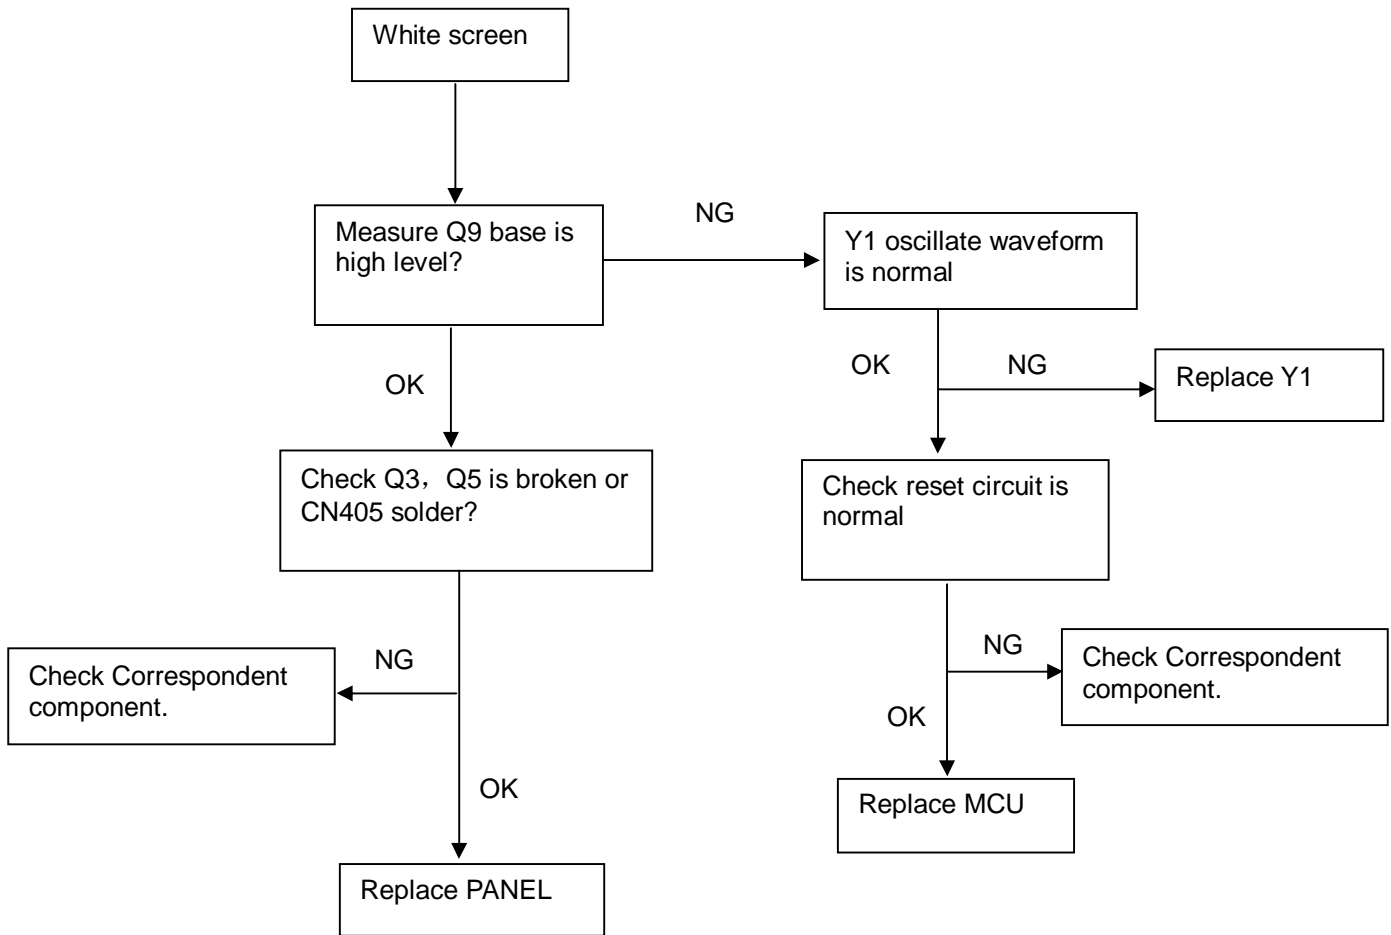 White screen
Measure Q9 base is
high level?
NG
Y1 oscillate waveform
is normal
OK
OK
NG
Replace Y1
Check Q3，Q5 is broken or
CN405 solder?
Check reset circuit is
normal
NG
Check Correspondent
component.
NG
Check Correspondent
component.
OK
OK
Replace MCU
Replace PANEL